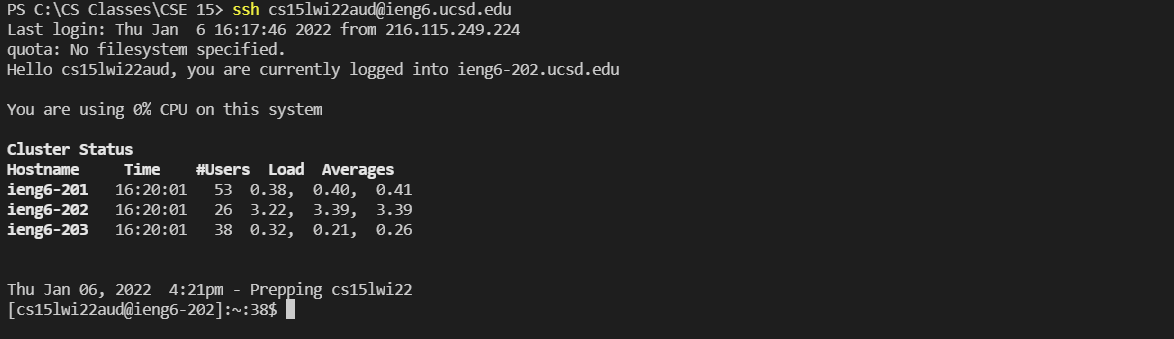 PS C:\CS Classes\CSE 15> ssh cs15lwi22aud@ieng6.ucsd.edu
Last login: Thu Jan  6 16:17:46 2022 from 216.115.249.224
quota: No filesystem specified.
Hello cs15lwi22aud, you are currently logged into ieng6-202.ucsd.edu
You are using 0% CPU on this system
Cluster Status
Hostname     Time    #Users  Load  Averages
ieng6-201   16:20:01   53  0.38,  0.40,  0.41
ieng6-202   16:20:01   26  3.22,  3.39,  3.39
ieng6-203   16:20:01   38  0.32,  0.21,  0.26
Thu Jan 06, 2022  4:21pm - Prepping cs15lwi22
[cs15lwi22aud@ieng6-202]:~:38$